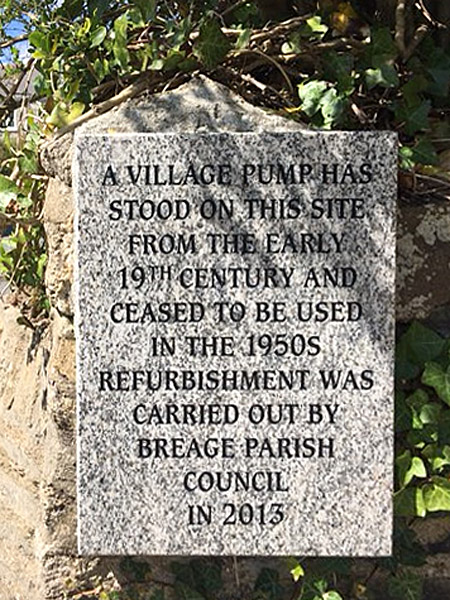 A VILLAGE PUMP HAS
STOOD ON THIS SITE
FROM THE EARLY
19TH CENTURY AND
CEASED TO BE USED
IN THE 1950S
REFURBISHMENT WAS
CARRIED OUT BY
BREAGE PARISH
COUNCIL
IN 2013